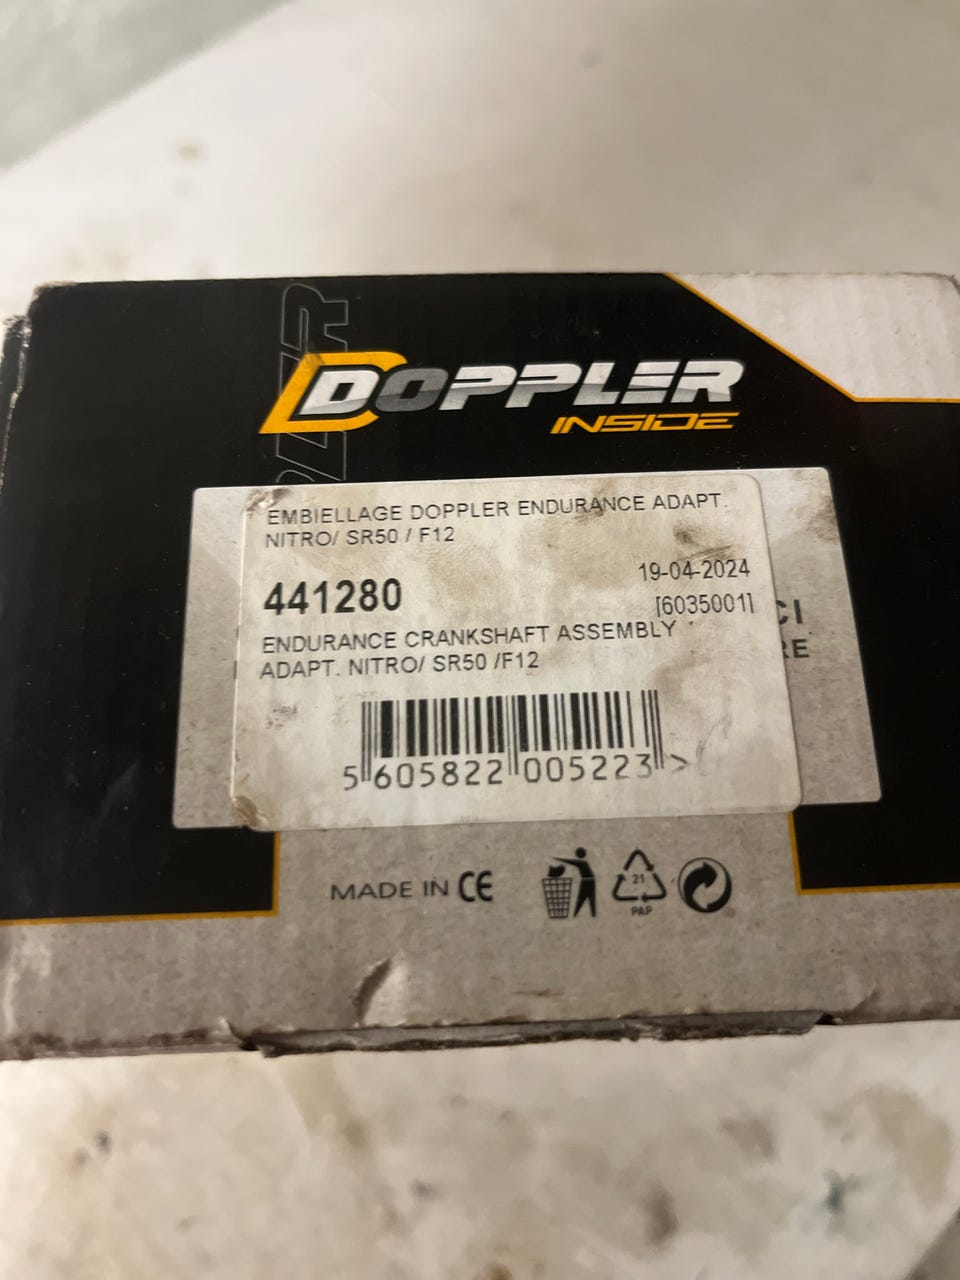 DOPPLER
INSIDE
EMBIELLAGE DOPPLER ENDURANCE ADAPT.
NITRO/ SR50 / F12
19-04-2024
441280
[6035001]
ENDURANCE CRANKSHAFT ASSEMBLY
ADAPT. NITRO/ SR50 /F12
5 605822 005223 >
MADE IN CE
21
PAP